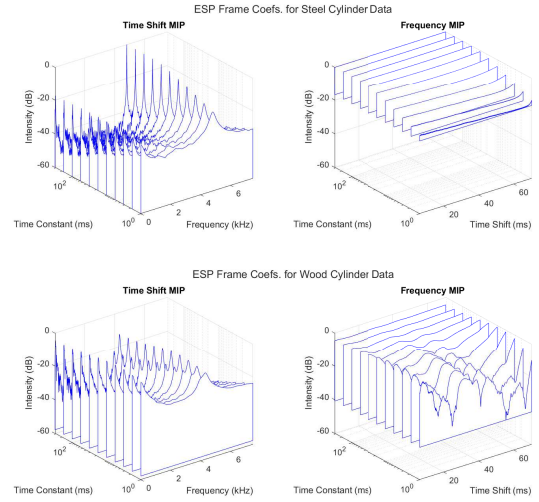 ESP Frame Coefs. for Steel Cylinder Data
Time Shift MIP
Frequency MIP
0
-20
-40
-60
Intensity (dB)
10²
10⁰
0
2
4
6
Time Constant (ms)
Frequency (kHz)
0
-20
-40
-60
Intensity (dB)
10²
10⁰
20
40
60
Time Constant (ms)
Time Shift (ms)
ESP Frame Coefs. for Wood Cylinder Data
Time Shift MIP
Frequency MIP
0
-20
-40
-60
Intensity (dB)
10²
10⁰
0
2
4
6
Time Constant (ms)
Frequency (kHz)
0
-20
-40
-60
Intensity (dB)
10²
10⁰
20
40
60
Time Constant (ms)
Time Shift (ms)